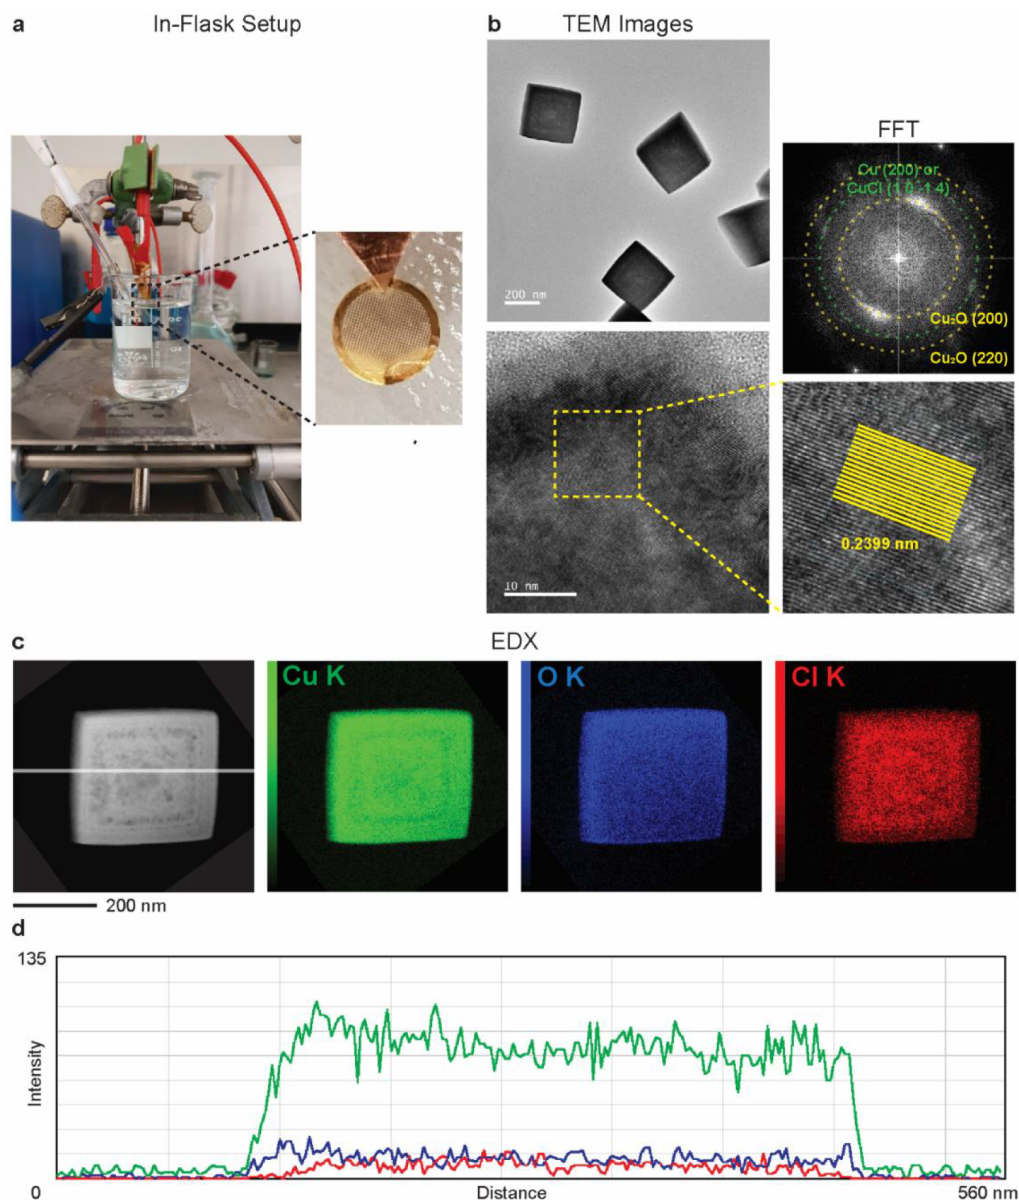 a
In-Flask Setup
b
TEM Images
200 nm
FFT
Cu (200) or
CuCl (1 0 -1 4)
Cu₂O (200)
Cu₂O (220)
10 nm
0.2399 nm
c
EDX
Cu K
O K
Cl K
200 nm
d
135
Intensity
0
Distance
560 nm